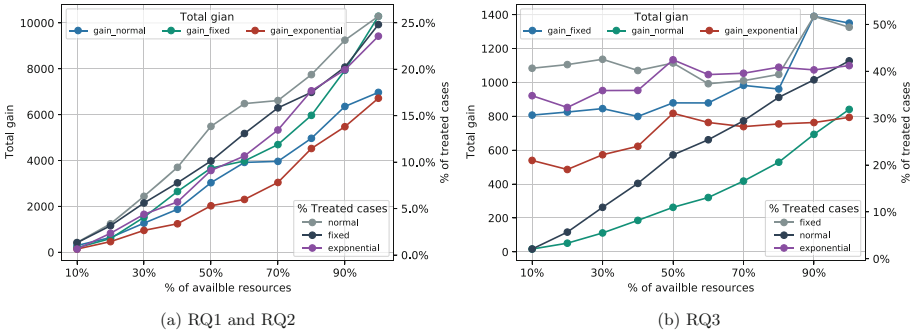 Total gian
gain_normal gain_fixed gain_exponential
10000
8000
6000
4000
2000
0
Total gain
25.0%
20.0%
15.0%
10.0%
5.0%
0.0%
% of treated cases
% Treated cases
normal
fixed
exponential
10% 30% 50% 70% 90%
% of availble resources
(a) RQ1 and RQ2
Total gian
gain_fixed gain_normal gain_exponential
1400
1200
1000
800
600
400
200
0
Total gain
50%
40%
30%
20%
10%
0%
% of treated cases
% Treated cases
fixed
normal
exponential
10% 30% 50% 70% 90%
% of availble resources
(b) RQ3